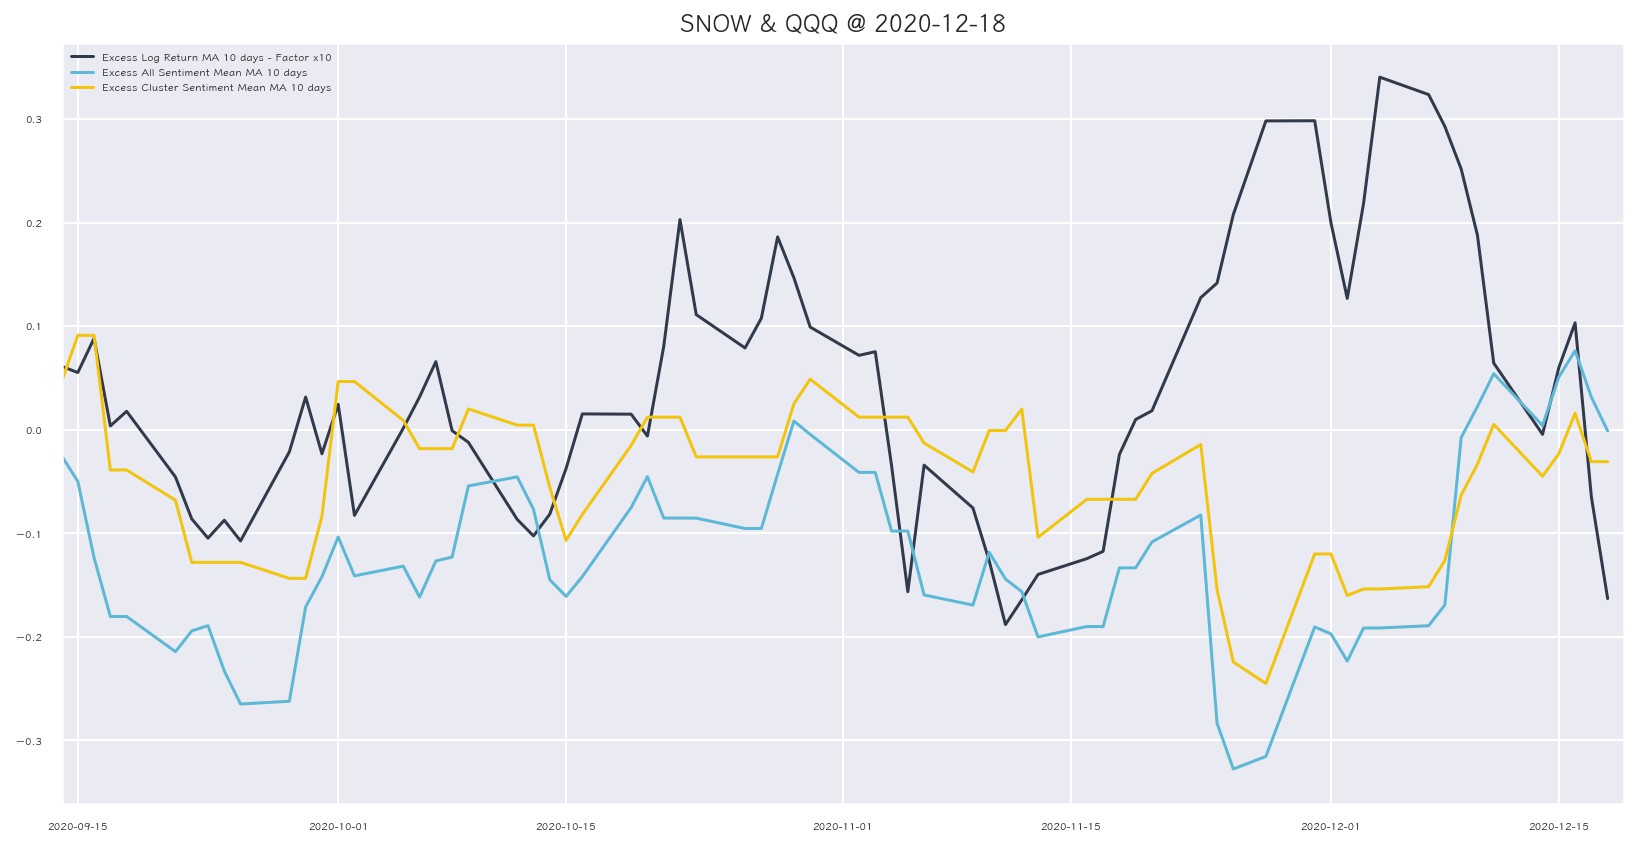 SNOW & QQQ @ 2020-12-18
Excess Log Return MA 10 days - Factor x10
Excess All Sentiment Mean MA 10 days
Excess Cluster Sentiment Mean MA 10 days
0.3
0.2
0.1
0.0
−0.1
−0.2
−0.3
2020-09-15 2020-10-01 2020-10-15 2020-11-01 2020-11-15 2020-12-01 2020-12-15